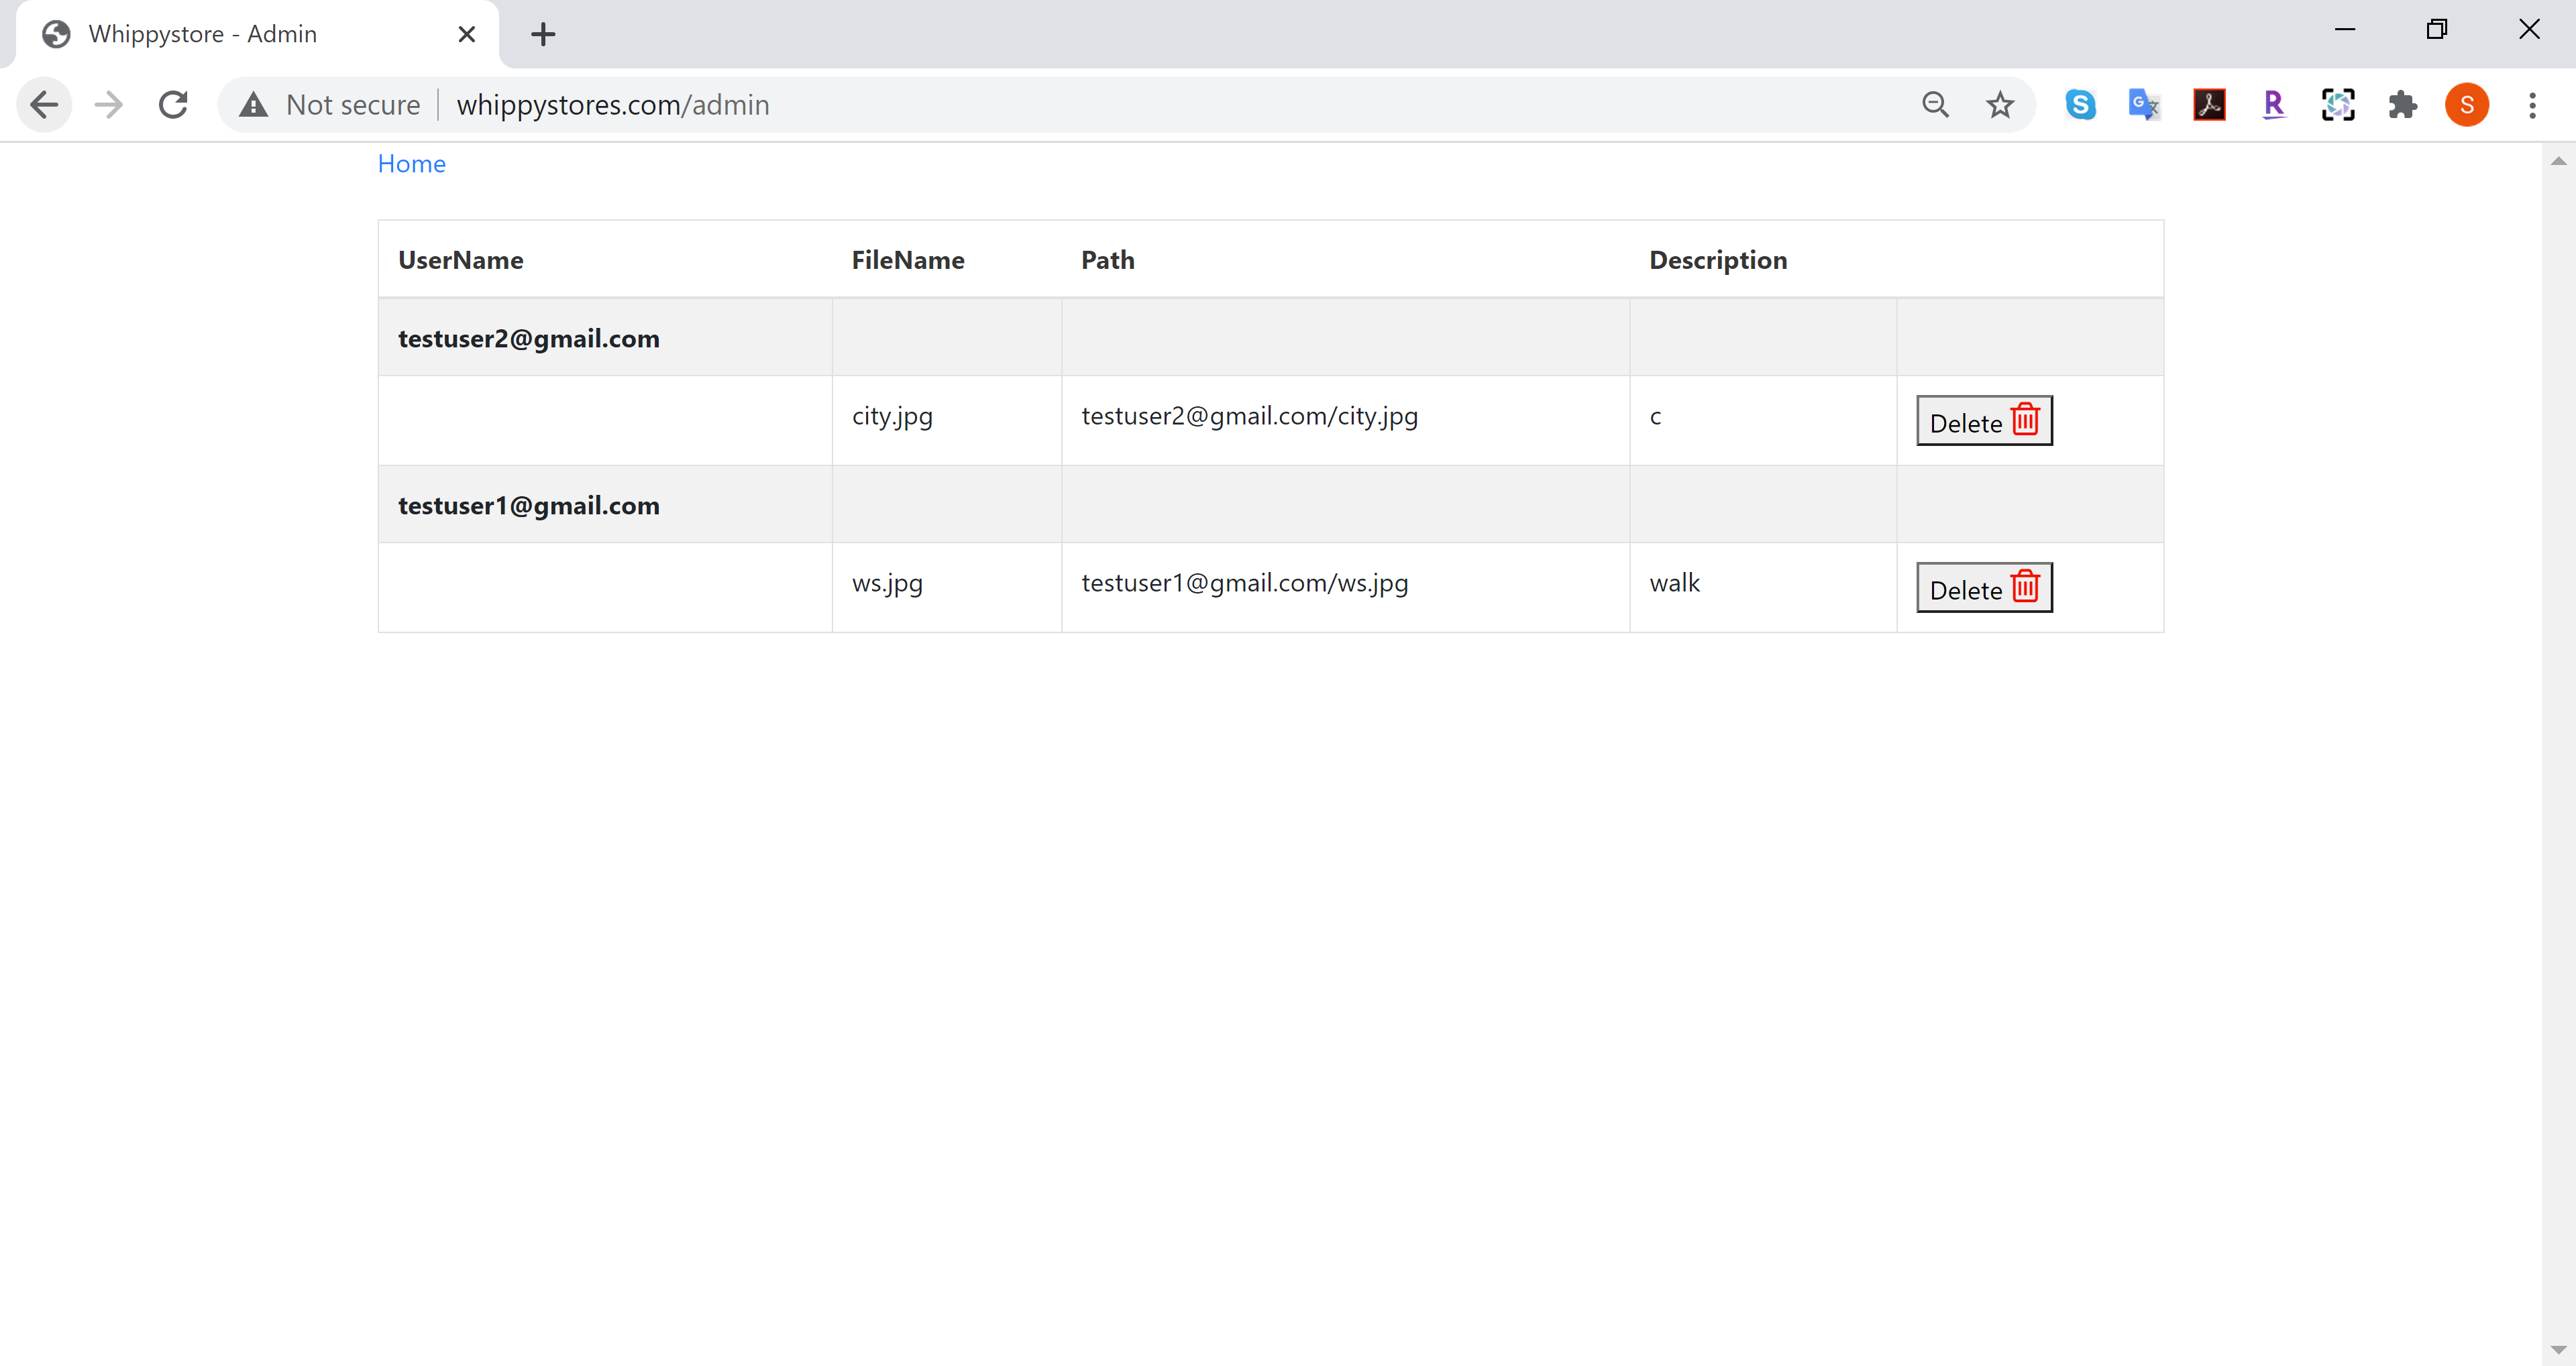 Whippystore - Admin
Not secure whippystores.com/admin
S
R
S
Home
UserName FileName Path Description
testuser2@gmail.com
city.jpg testuser2@gmail.com/city.jpg c Delete
testuser1@gmail.com
ws.jpg testuser1@gmail.com/ws.jpg walk Delete